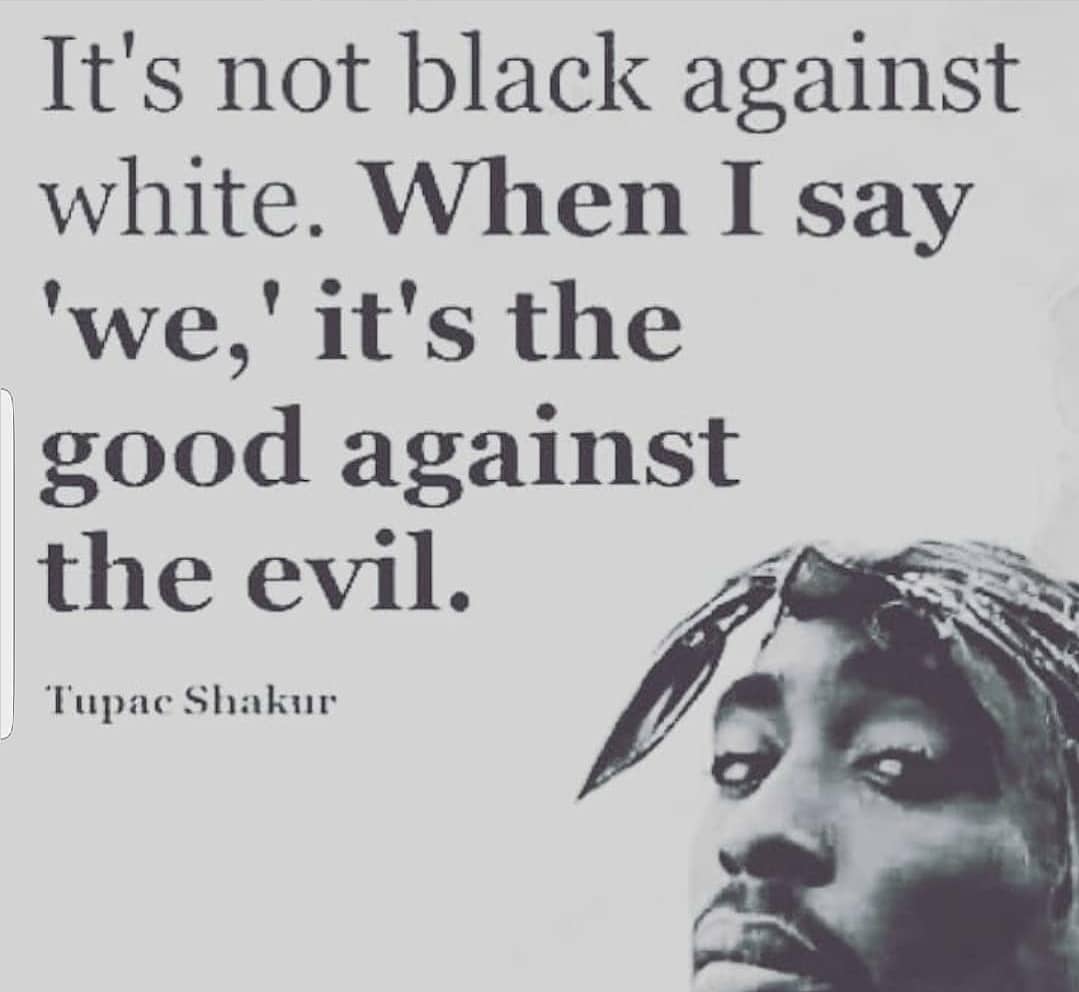 It's not black against
white. When I say
'we,' it's the
good against
the evil.
Tupac Shakur